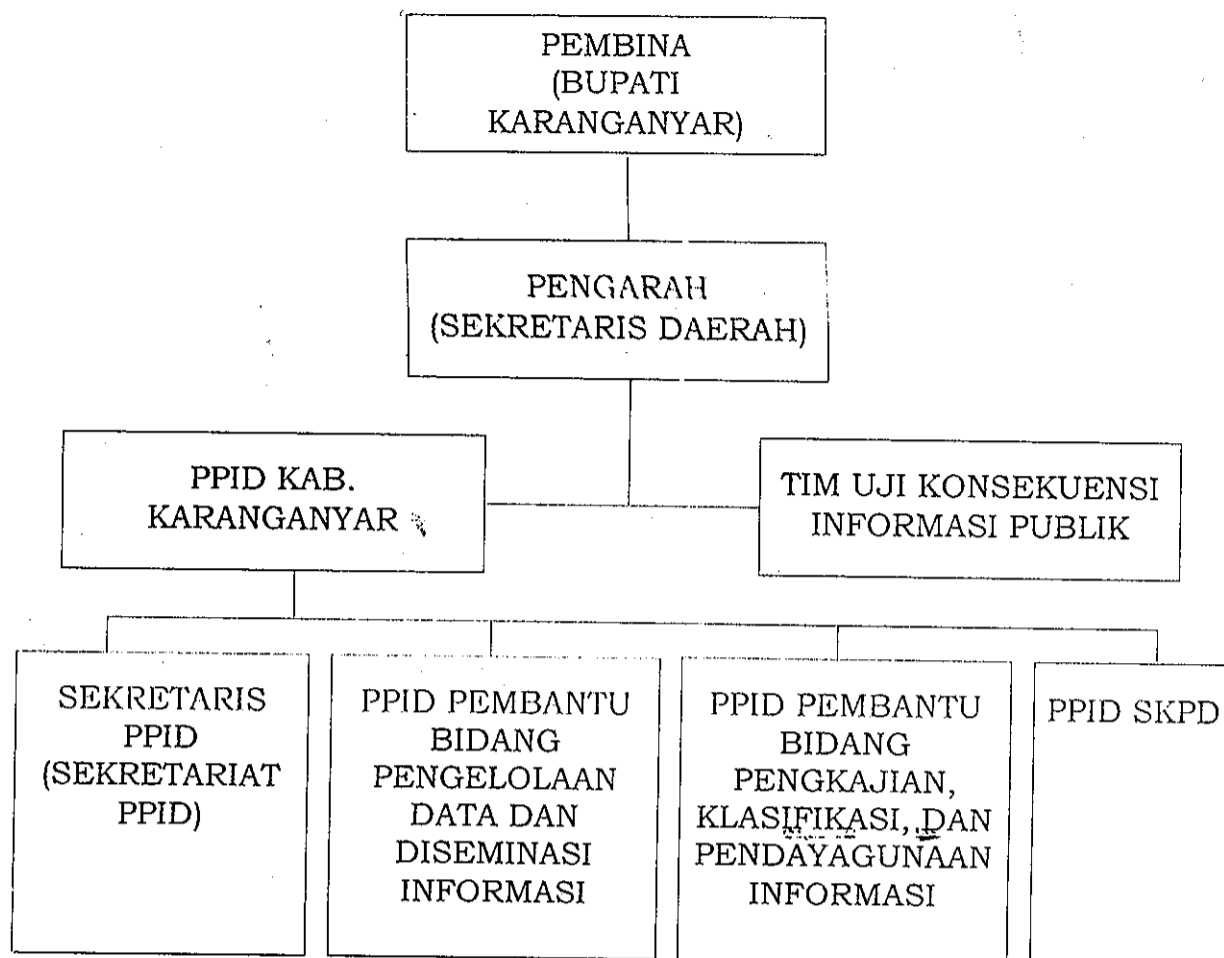 PEMBINA
(BUPATI
KARANGANYAR)
PENGARAH
(SEKRETARIS DAERAH)
PPID KAB.
KARANGANYAR
TIM UJI KONSEKUENSI
INFORMASI PUBLIK
SEKRETARIS
PPID
(SEKRETARIAT
PPID)
PPID PEMBANTU
BIDANG
PENGELOLAAN
DATA DAN
DISEMINASI
INFORMASI
PPID PEMBANTU
BIDANG
PENGKAJIAN,
KLASIFIKASI, DAN
PENDAYAGUNAAN
INFORMASI
PPID SKPD